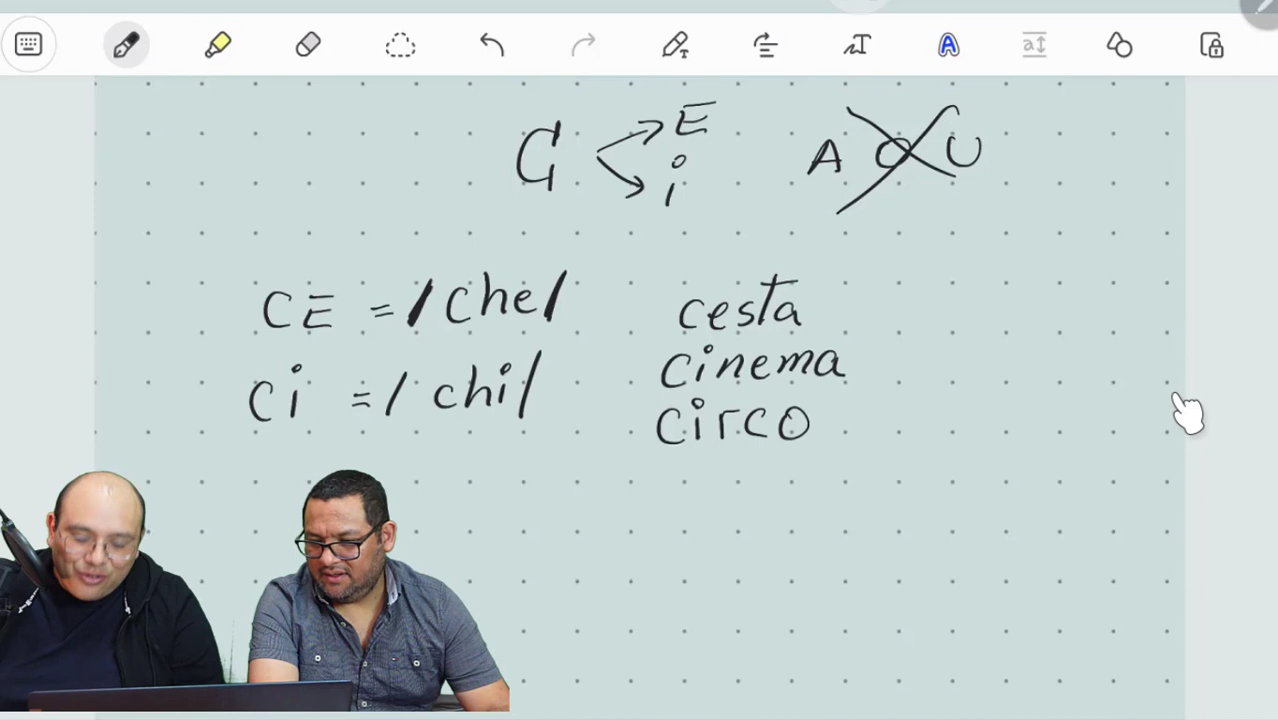 C E i A O U
CE = /che/ cesta
Ci = / chi/ cinema
circo